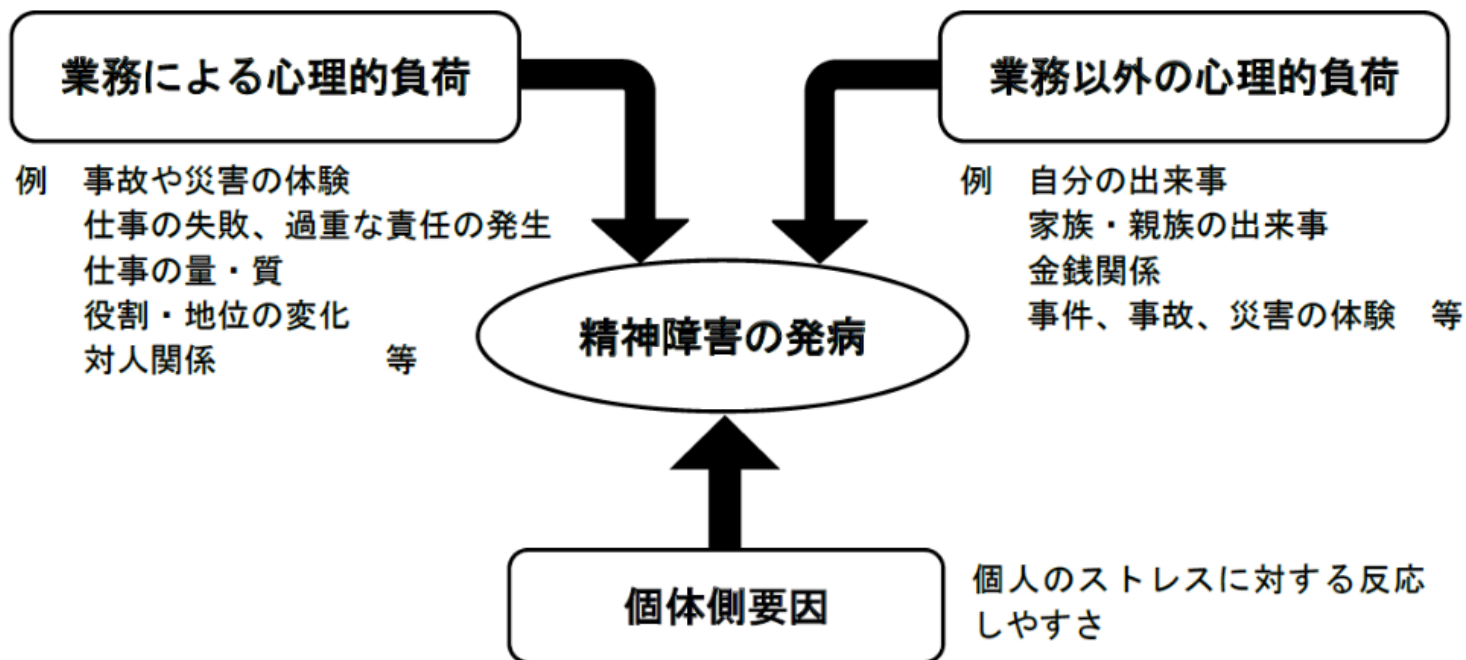 業務による心理的負荷
例　事故や災害の体験
仕事の失敗、過重な責任の発生
仕事の量・質
役割・地位の変化
対人関係　　　　　等
業務以外の心理的負荷
例　自分の出来事
家族・親族の出来事
金銭関係
事件、事故、災害の体験　等
精神障害の発病
個体側要因
個人のストレスに対する反応
しやすさ